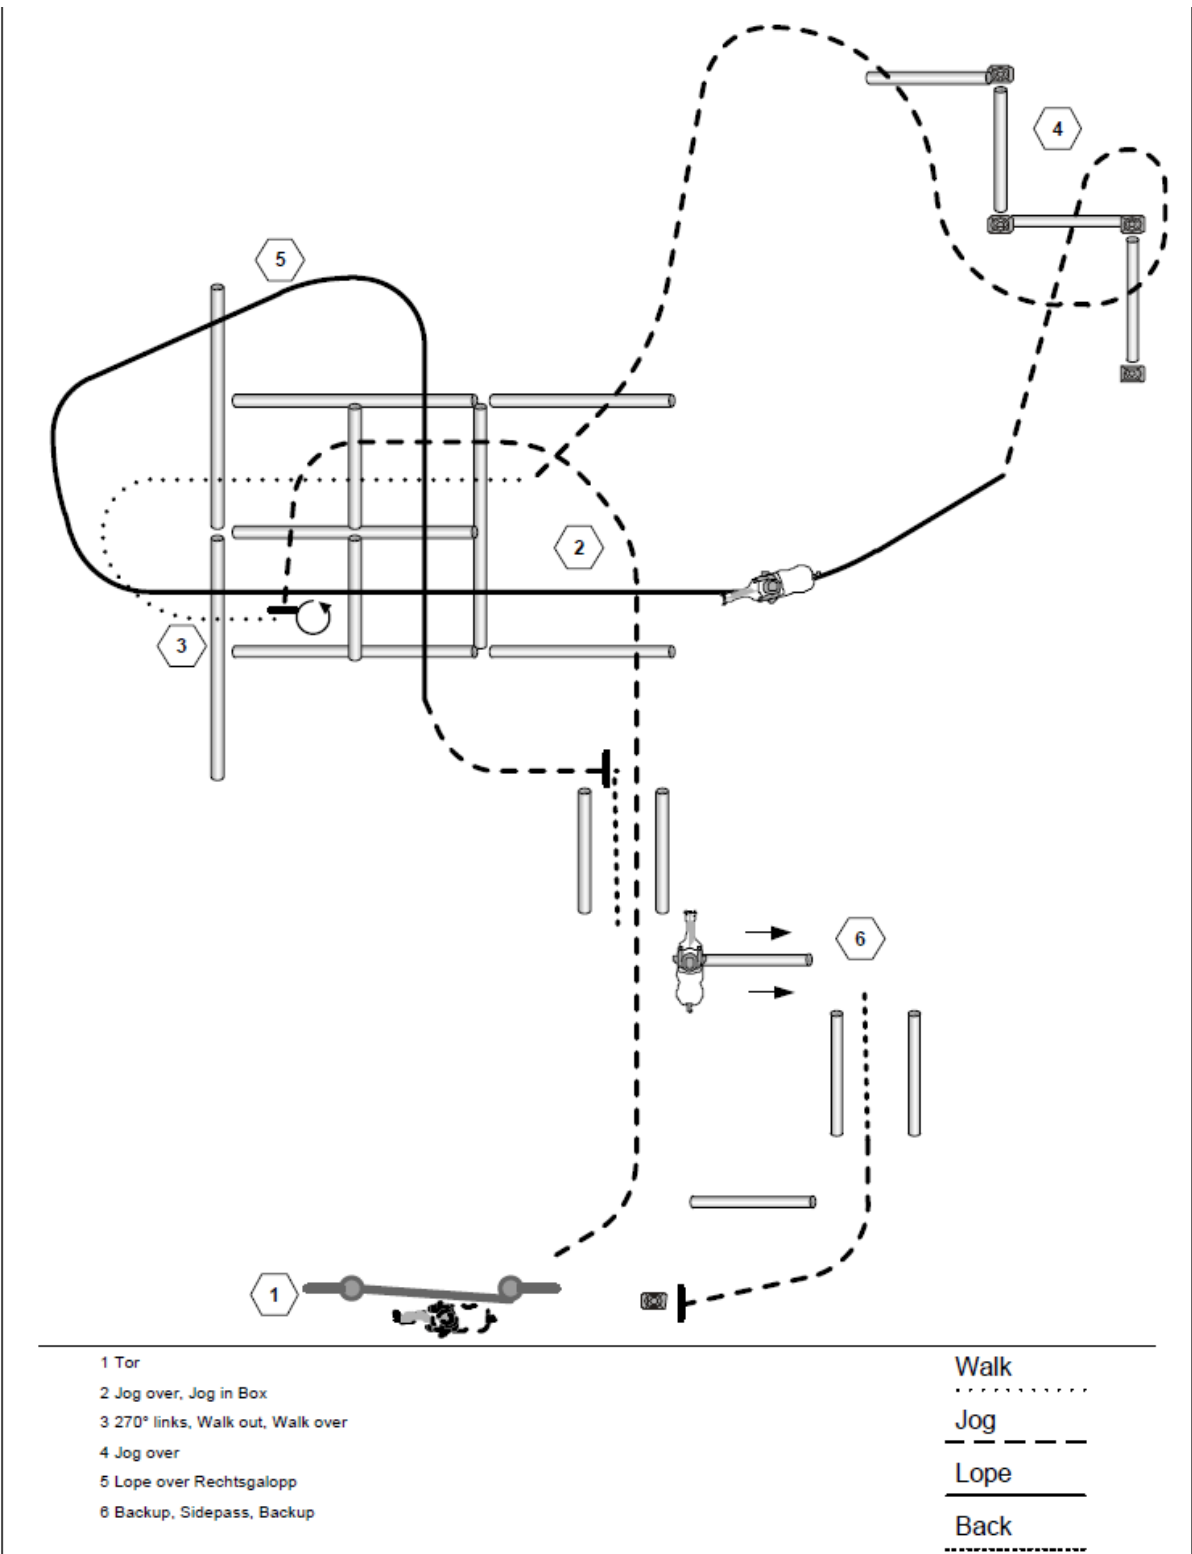 4
5
2
3
6
1
1 Tor
2 Jog over, Jog in Box
3 270° links, Walk out, Walk over
4 Jog over
5 Lope over Rechtsgalopp
6 Backup, Sidepass, Backup
Walk
Jog
Lope
Back